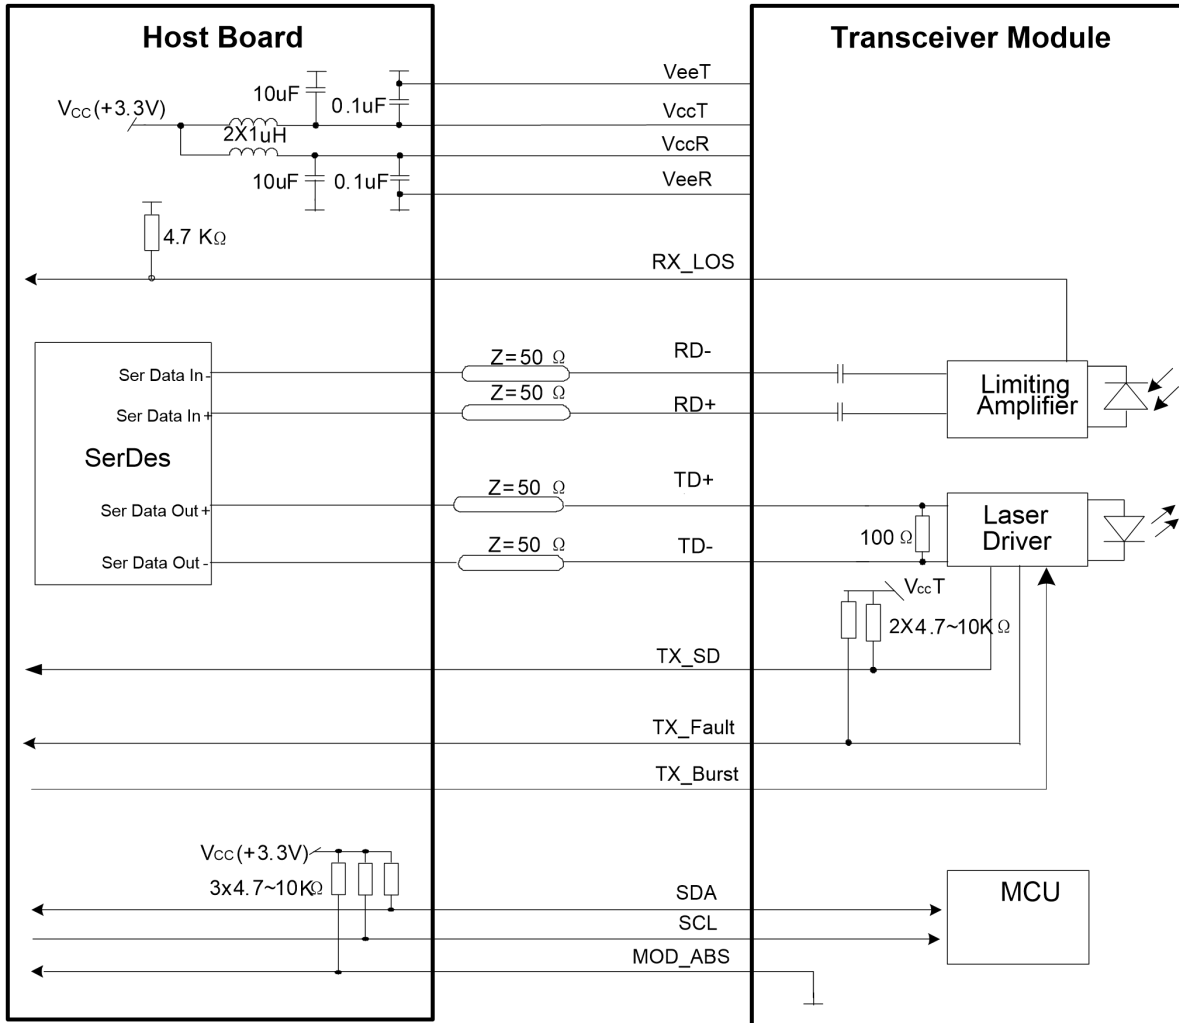 Host Board
Transceiver Module
VeeT
10uF
0.1uF
VCC(+3.3V)
VccT
2X1uH
VccR
10uF
0.1uF
VeeR
4.7 KΩ
RX_LOS
Z=50 Ω
RD-
Ser Data In-
Z=50 Ω
RD+
Ser Data In+
Limiting
Amplifier
SerDes
Z=50 Ω
TD+
Ser Data Out+
Laser
Driver
100 Ω
Z=50 Ω
TD-
Ser Data Out-
VccT
2X4.7~10KΩ
TX_SD
TX_Fault
TX_Burst
VCC(+3.3V)
3x4.7~10KΩ
SDA
MCU
SCL
MOD_ABS